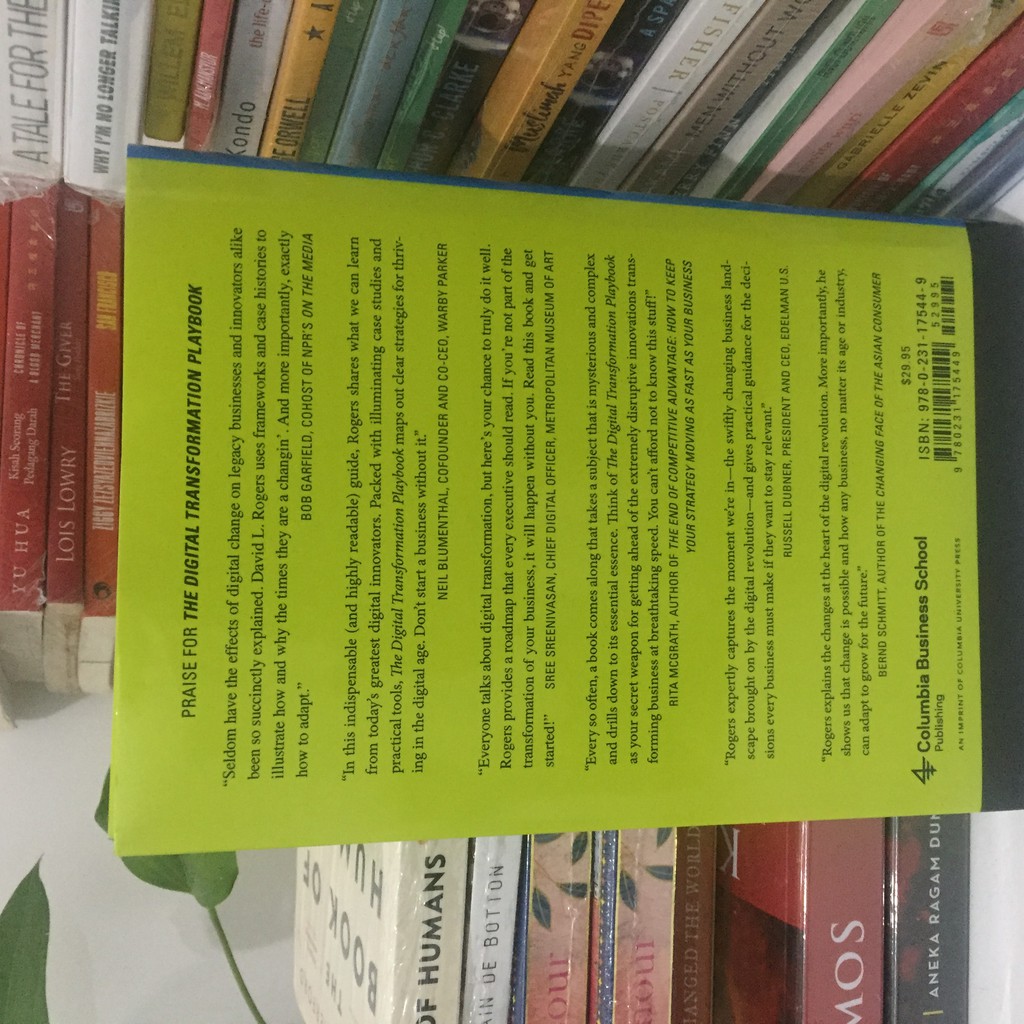 PRAISE FOR THE DIGITAL TRANSFORMATION PLAYBOOK
“Seldom have the effects of digital change on legacy businesses and innovators alike
been so succinctly explained. David L. Rogers uses frameworks and case histories to
illustrate how and why the times they are a changin’. And more importantly, exactly
how to adapt.”
BOB GARFIELD, COHOST OF NPR'S ON THE MEDIA
“In this indispensable (and highly readable) guide, Rogers shares what we can learn
from today’s greatest digital innovators. Packed with illuminating case studies and
practical tools, The Digital Transformation Playbook maps out clear strategies for thriv-
ing in the digital age. Don’t start a business without it.”
NEIL BLUMENTHAL, COFOUNDER AND CO-CEO, WARBY PARKER
“Everyone talks about digital transformation, but here’s your chance to truly do it well.
Rogers provides a roadmap that every executive should read. If you’re not part of the
transformation of your business, it will happen without you. Read this book and get
started!”
SREE SREENIVASAN, CHIEF DIGITAL OFFICER, METROPOLITAN MUSEUM OF ART
“Every so often, a book comes along that takes a subject that is mysterious and complex
and drills down to its essential essence. Think of The Digital Transformation Playbook
as your secret weapon for getting ahead of the extremely disruptive innovations trans-
forming business at breathtaking speed. You can’t afford not to know this stuff!”
RITA MCGRATH, AUTHOR OF THE END OF COMPETITIVE ADVANTAGE: HOW TO KEEP
YOUR STRATEGY MOVING AS FAST AS YOUR BUSINESS
“Rogers expertly captures the moment we’re in—the swiftly changing business land-
scape brought on by the digital revolution—and gives practical guidance for the deci-
sions every business must make if they want to stay relevant.”
RUSSELL DUBNER, PRESIDENT AND CEO, EDELMAN U.S.
“Rogers explains the changes at the heart of the digital revolution. More importantly, he
shows us that change is possible and how any business, no matter its age or industry,
can adapt to grow for the future.”
BERND SCHMITT, AUTHOR OF THE CHANGING FACE OF THE ASIAN CONSUMER
$29.95
ISBN: 978-0-231-17544-9
52995
9 780231 175449
Columbia Business School
Publishing
AN IMPRINT OF COLUMBIA UNIVERSITY PRESS
A TALE FOR THE
WHY I'M NO LONGER TALKING
WILLEM
Kondo
the life-
ORWELL
CLARKE
Muslimah YANG DIPE
A SPA
FISHER
MEN WITHOUT WO
GABRIELLE ZEVIN
YU HUA
Kisah Seorang
Pedagang Darah
CHRONICLE OF
A BLOOD MERCHANT
LOIS LOWRY
THE GIVER
ZIGGY ZESYAZEOVIENNAZABRIZKIE
THE
BOOK OF
HUM
OF HUMANS
AIN DE BOTTON
our
mour
HANGED THE WORLD
MOS
ANEKA RAGAM DUN